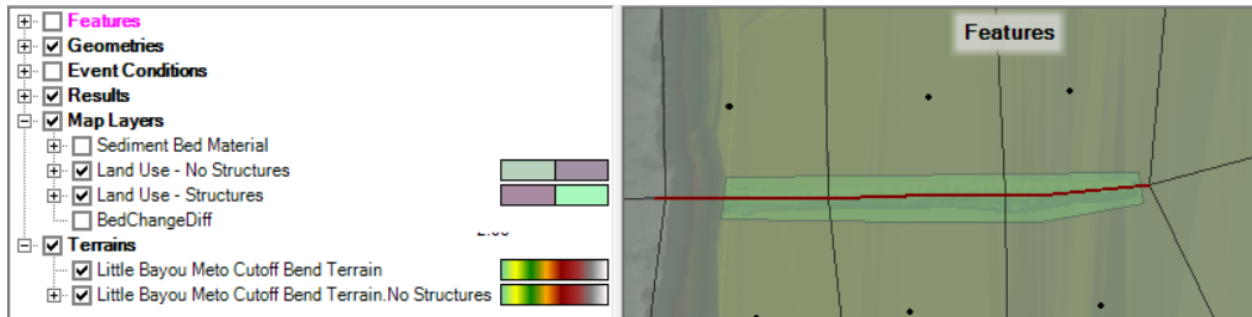 Features
Geometries
Event Conditions
Results
Map Layers
Sediment Bed Material
Land Use - No Structures
Land Use - Structures
BedChangeDiff
Terrains
Little Bayou Meto Cutoff Bend Terrain
Little Bayou Meto Cutoff Bend Terrain.No Structures
Features